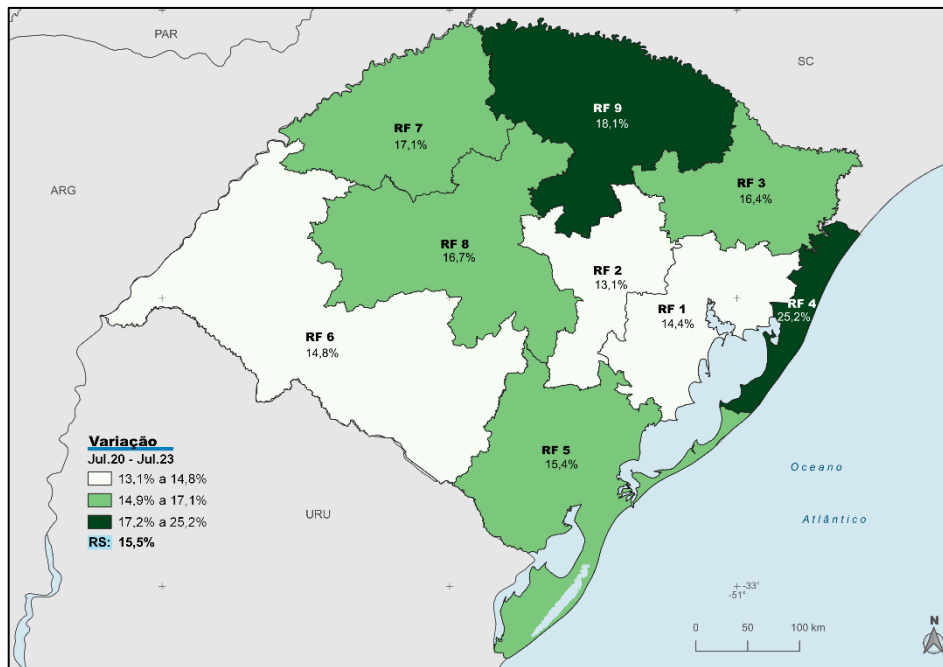 PAR
SC
RF 9
18,1%
RF 7
17,1%
ARG
RF 3
16,4%
RF 8
16,7%
RF 2
13,1%
RF 1
14,4%
RF 4
25,2%
RF 6
14,8%
RF 5
15,4%
Variação
Jul.20 - Jul.23
13,1% a 14,8%
14,9% a 17,1%
17,2% a 25,2%
RS: 15,5%
URU
Oceano
Atlântico
-33°
-51°
0 50 100 km
N